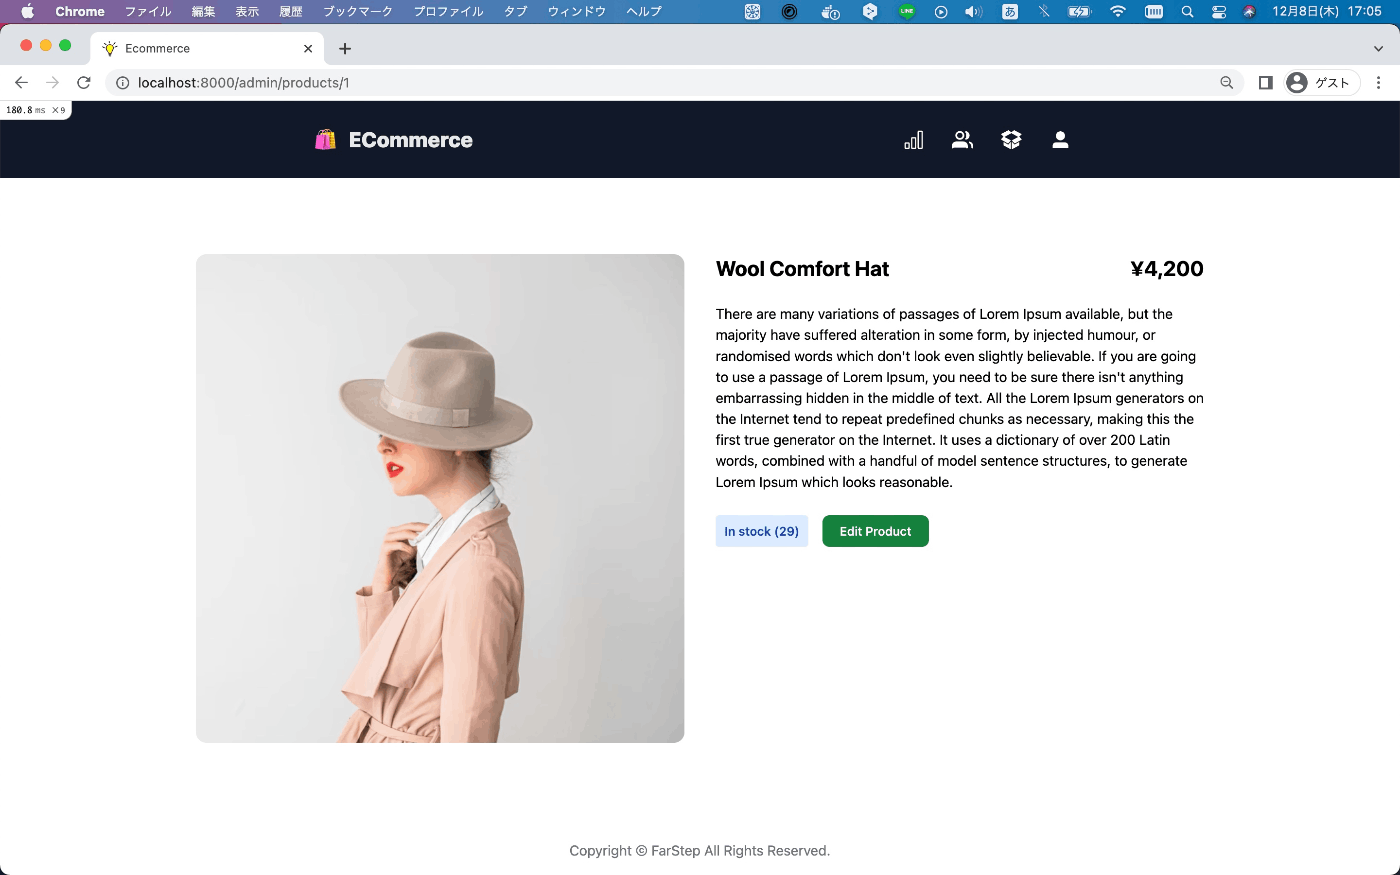 Chrome ファイル 編集 表示 履歴 ブックマーク プロファイル タブ ウィンドウ ヘルプ LINE あ 12月8日(木) 17:05
Ecommerce
localhost:8000/admin/products/1 ゲスト
180.8 ms ×9
ECommerce
Wool Comfort Hat ¥4,200
There are many variations of passages of Lorem Ipsum available, but the
majority have suffered alteration in some form, by injected humour, or
randomised words which don't look even slightly believable. If you are going
to use a passage of Lorem Ipsum, you need to be sure there isn't anything
embarrassing hidden in the middle of text. All the Lorem Ipsum generators on
the Internet tend to repeat predefined chunks as necessary, making this the
first true generator on the Internet. It uses a dictionary of over 200 Latin
words, combined with a handful of model sentence structures, to generate
Lorem Ipsum which looks reasonable.
In stock (29) Edit Product
Copyright © FarStep All Rights Reserved.